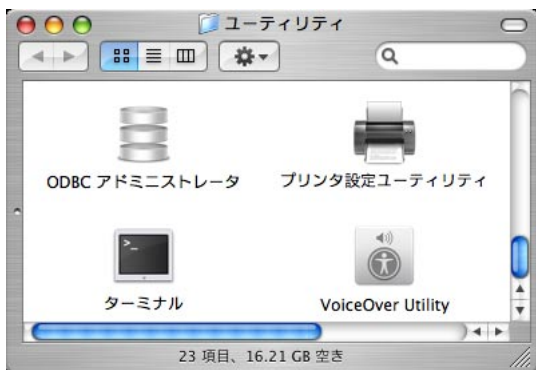 ユーティリティ
ODBC アドミニストレータ
プリンタ設定ユーティリティ
>_
ターミナル
VoiceOver Utility
23 項目、16.21 GB 空き